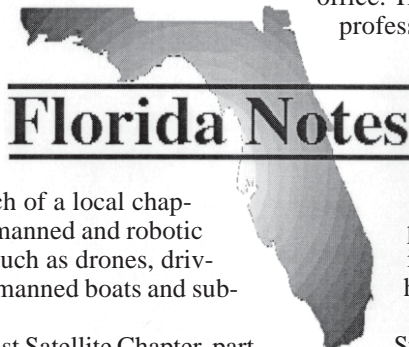 office.
profess
Florida Notes
ch of a local chap-
manned and robotic
uch as drones, driv-
manned boats and sub-
st Satellite Chapter, part